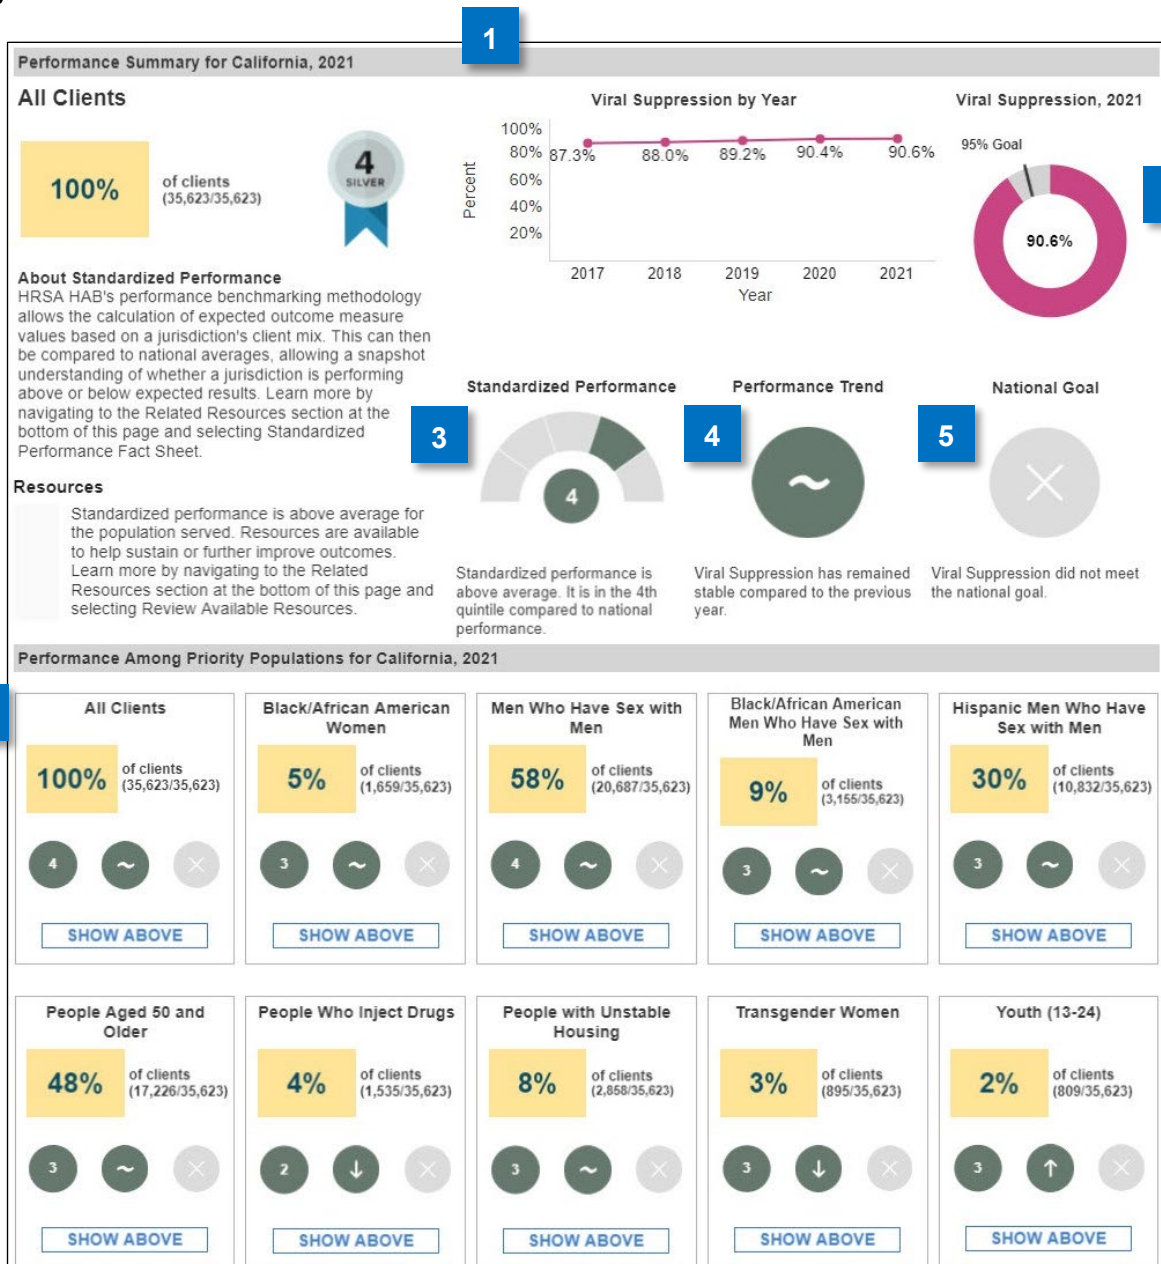 1
Performance Summary for California, 2021
All Clients
100%
of clients
(35,623/35,623)
4
SILVER
Viral Suppression by Year
100%
80%
60%
40%
20%
Percent
87.3%
88.0%
89.2%
90.4%
90.6%
2017
2018
2019
2020
2021
Year
Viral Suppression, 2021
95% Goal
90.6%
About Standardized Performance
HRSA HAB's performance benchmarking methodology
allows the calculation of expected outcome measure
values based on a jurisdiction's client mix. This can then
be compared to national averages, allowing a snapshot
understanding of whether a jurisdiction is performing
above or below expected results. Learn more by
navigating to the Related Resources section at the
bottom of this page and selecting Standardized
Performance Fact Sheet.
Resources
Standardized performance is above average for
the population served. Resources are available
to help sustain or further improve outcomes.
Learn more by navigating to the Related
Resources section at the bottom of this page and
selecting Review Available Resources.
Standardized Performance
3
4
Standardized performance is
above average. It is in the 4th
quintile compared to national
performance.
Performance Trend
4
~
Viral Suppression has remained
stable compared to the previous
year.
National Goal
5
Viral Suppression did not meet
the national goal.
Performance Among Priority Populations for California, 2021
All Clients
100%
of clients
(35,623/35,623)
4
~
SHOW ABOVE
Black/African American
Women
5%
of clients
(1,659/35,623)
3
~
SHOW ABOVE
Men Who Have Sex with
Men
58%
of clients
(20,687/35,623)
4
~
SHOW ABOVE
Black/African American
Men Who Have Sex with
Men
9%
of clients
(3,155/35,623)
3
~
SHOW ABOVE
Hispanic Men Who Have
Sex with Men
30%
of clients
(10,832/35,623)
3
~
SHOW ABOVE
People Aged 50 and
Older
48%
of clients
(17,226/35,623)
3
~
SHOW ABOVE
People Who Inject Drugs
4%
of clients
(1,535/35,623)
2
↓
SHOW ABOVE
People with Unstable
Housing
8%
of clients
(2,858/35,623)
3
~
SHOW ABOVE
Transgender Women
3%
of clients
(895/35,623)
3
↓
SHOW ABOVE
Youth (13-24)
2%
of clients
(809/35,623)
3
↑
SHOW ABOVE